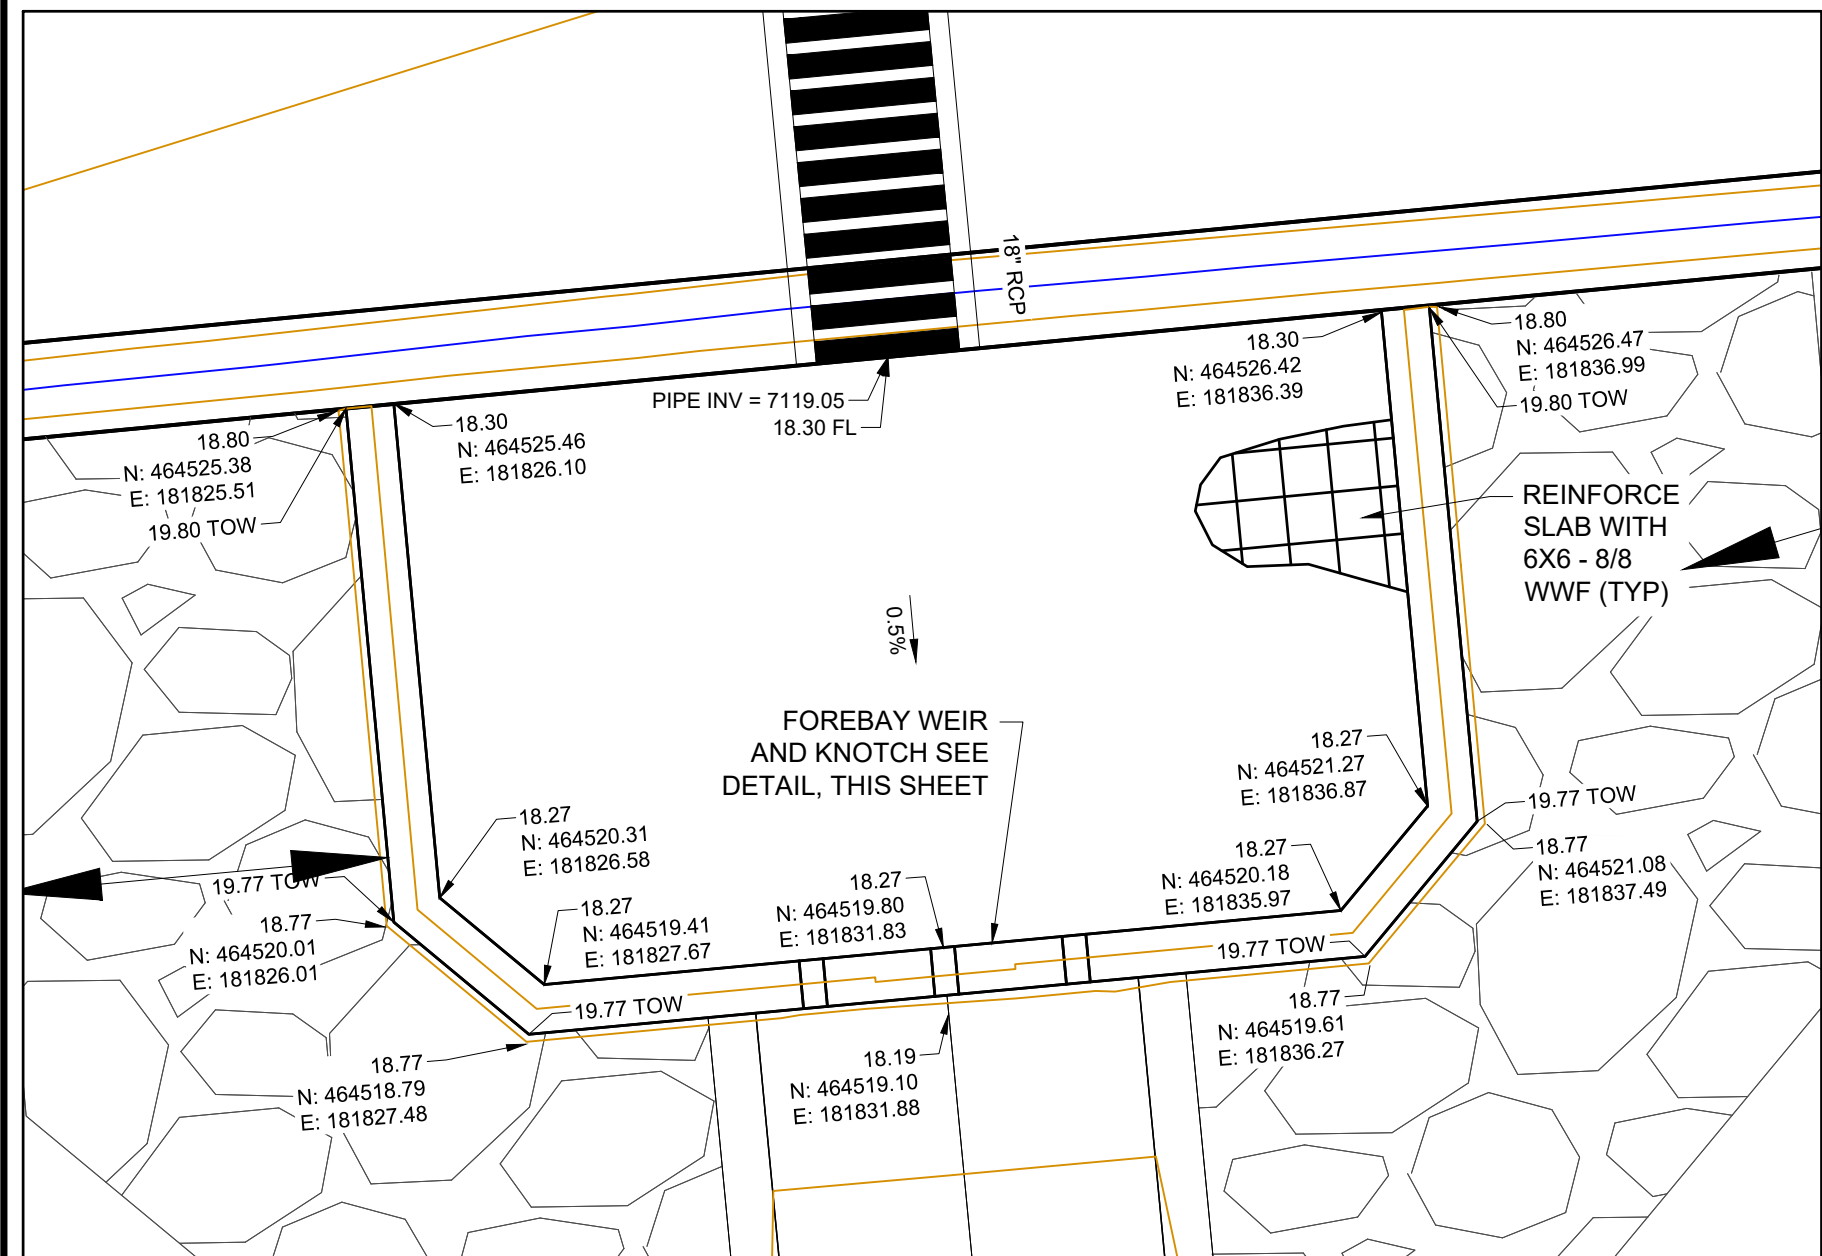 18" RCP
PIPE INV = 7119.05
18.30 FL
18.80
N: 464525.38
E: 181825.51
19.80 TOW
18.30
N: 464525.46
E: 181826.10
18.30
N: 464526.42
E: 181836.39
18.80
N: 464526.47
E: 181836.99
19.80 TOW
REINFORCE
SLAB WITH
6X6 - 8/8
WWF (TYP)
0.5%
FOREBAY WEIR
AND KNOTCH SEE
DETAIL, THIS SHEET
18.27
N: 464521.27
E: 181836.87
19.77 TOW
18.77
N: 464521.08
E: 181837.49
18.27
N: 464520.31
E: 181826.58
18.27
N: 464520.18
E: 181835.97
19.77 TOW
18.77
N: 464520.01
E: 181826.01
18.27
N: 464519.41
E: 181827.67
18.27
N: 464519.80
E: 181831.83
19.77 TOW
19.77 TOW
18.77
N: 464518.79
E: 181827.48
18.19
N: 464519.10
E: 181831.88
18.77
N: 464519.61
E: 181836.27